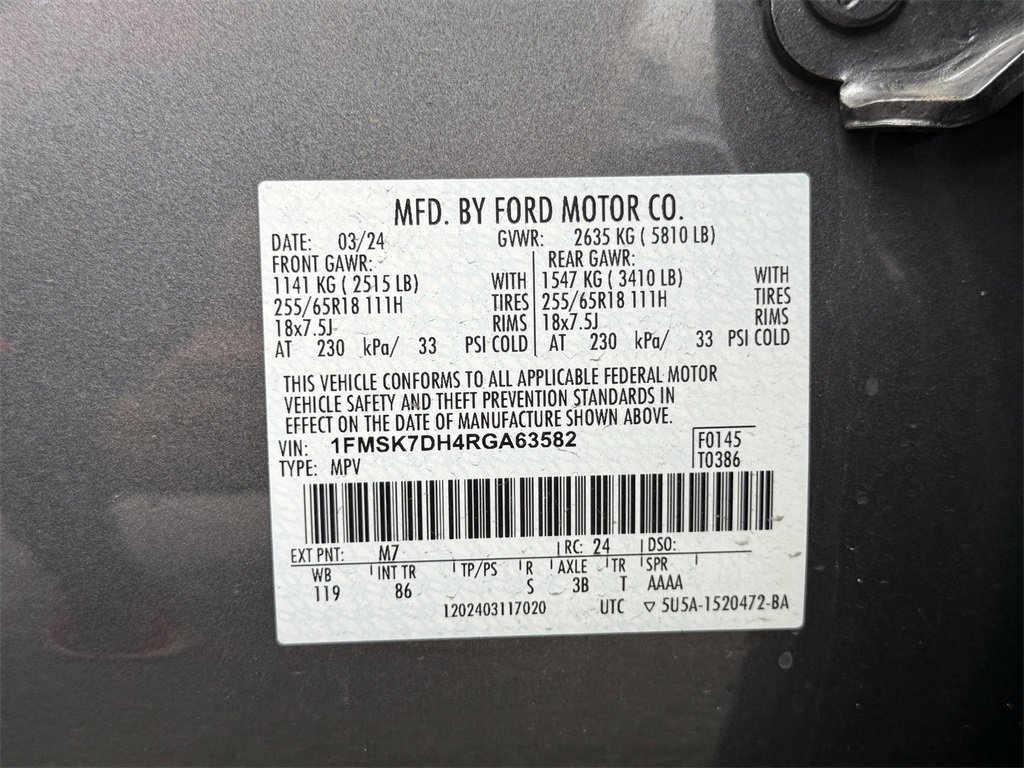 MFD. BY FORD MOTOR CO.
DATE: 03/24 GVWR: 2635 KG ( 5810 LB)
FRONT GAWR: REAR GAWR:
1141 KG ( 2515 LB) WITH 1547 KG ( 3410 LB) WITH
255/65R18 111H TIRES 255/65R18 111H TIRES
18x7.5J RIMS 18x7.5J RIMS
AT 230 kPa/ 33 PSI COLD AT 230 kPa/ 33 PSI COLD
THIS VEHICLE CONFORMS TO ALL APPLICABLE FEDERAL MOTOR
VEHICLE SAFETY AND THEFT PREVENTION STANDARDS IN
EFFECT ON THE DATE OF MANUFACTURE SHOWN ABOVE.
VIN: 1FMSK7DH4RGA63582 F0145
TYPE: MPV T0386
EXT PNT: M7 RC: 24 DSO:
WB INT TR TP/PS R AXLE TR SPR
119 86 S 3B T AAAA
1202403117020 UTC ▽ 5U5A-1520472-BA